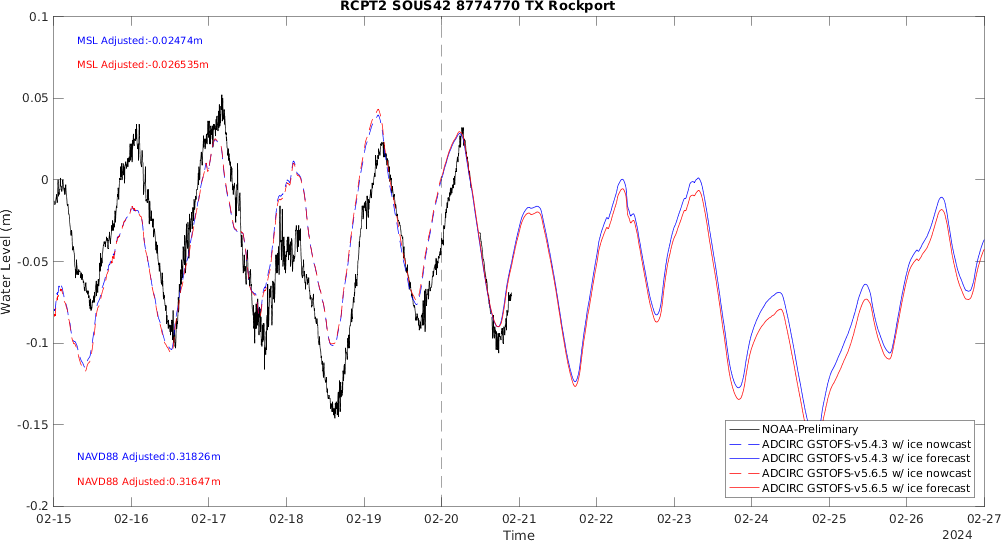 RCPT2 SOUS42 8774770 TX Rockport
0.1
MSL Adjusted:-0.02474m
MSL Adjusted:-0.026535m
0.05
0
-0.05
-0.1
-0.15
-0.2
Water Level (m)
NAVD88 Adjusted:0.31826m
NAVD88 Adjusted:0.31647m
NOAA-Preliminary
ADCIRC GSTOFS-v5.4.3 w/ ice nowcast
ADCIRC GSTOFS-v5.4.3 w/ ice forecast
ADCIRC GSTOFS-v5.6.5 w/ ice nowcast
ADCIRC GSTOFS-v5.6.5 w/ ice forecast
02-15 02-16 02-17 02-18 02-19 02-20 02-21 02-22 02-23 02-24 02-25 02-26 02-27
Time
2024